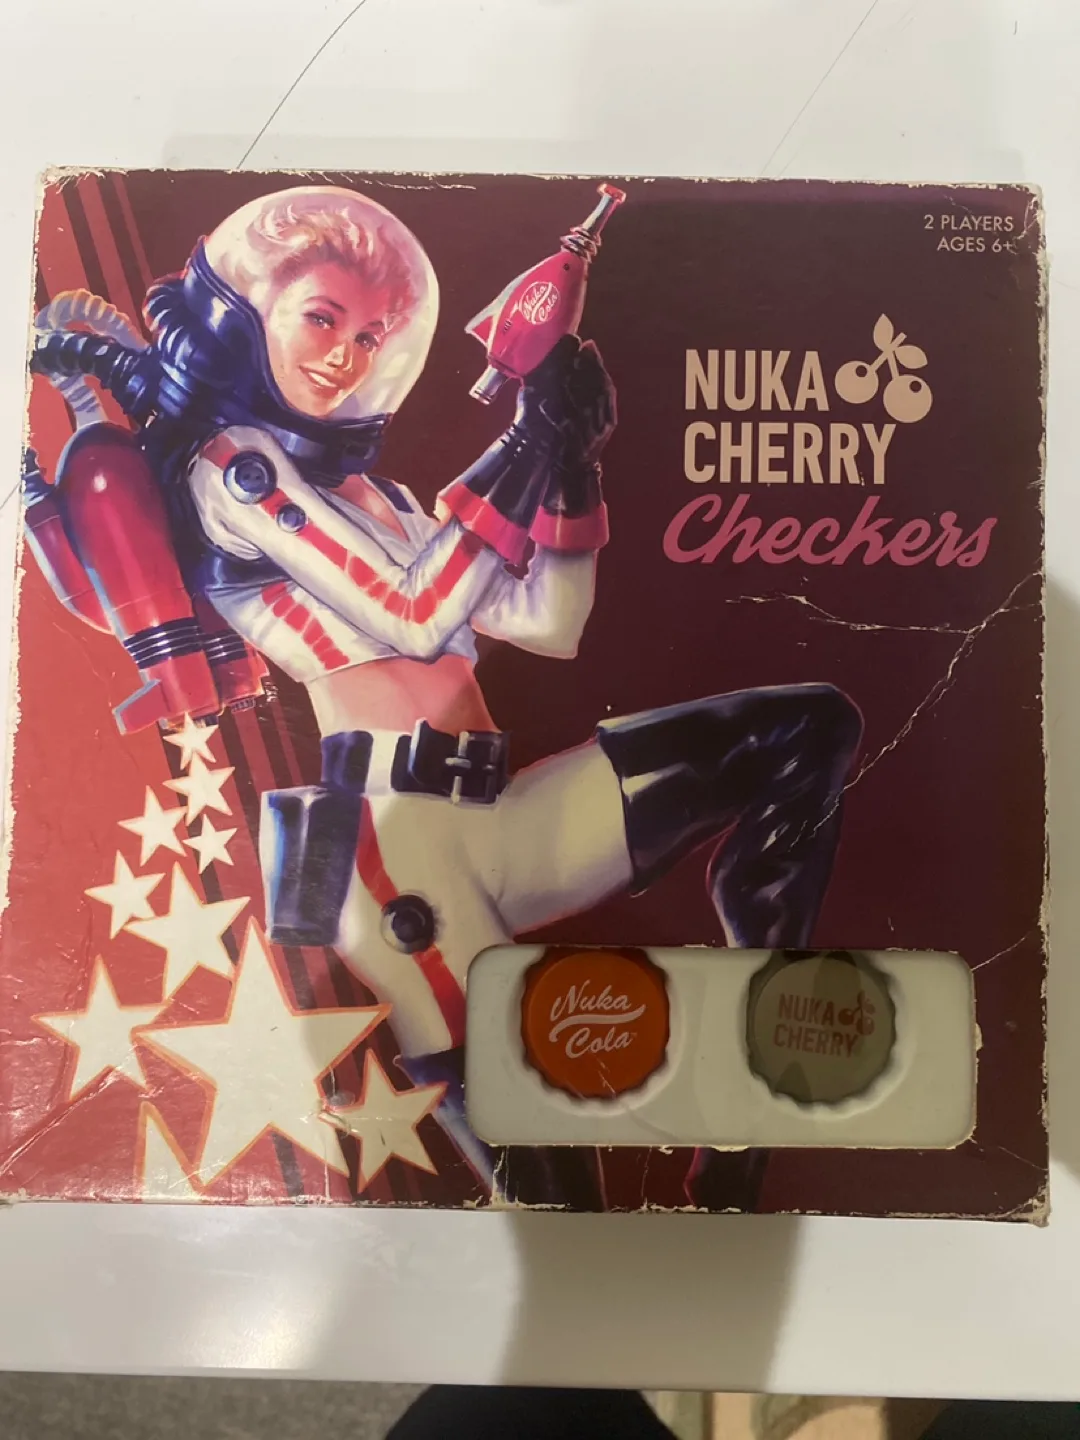 2 PLAYERS
AGES 6+
Nuka
Cola
NUKA
CHERRY
Checkers
Nuka
Cola
NUKA
CHERRY